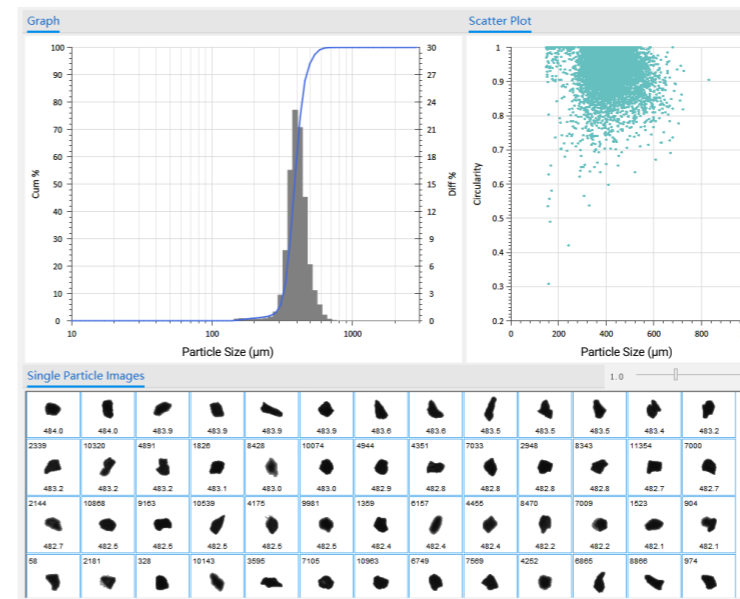 Graph
Scatter Plot
100 90 80 70 60 50 40 30 20 10 0
Cum %
30 27 24 21 18 15 12 9 6 3 0
Diff %
10 100 1000
Particle Size (µm)
1 0.9 0.8 0.7 0.6 0.5 0.4 0.3 0.2
Circularity
0 200 400 600 800
Particle Size (µm)
Single Particle Images
1.0
484.0 484.0 483.9 483.9 483.9 483.9 483.6 483.6 483.5 483.5 483.5 483.4 483.2
2339 10320 4891 1826 8428 10074 4944 4351 7033 2948 8343 11354 7000
483.2 483.2 483.2 483.1 483.0 483.0 482.9 482.8 482.8 482.8 482.8 482.7 482.7
2144 10868 9163 10539 4175 9981 1359 6157 4455 8470 7009 1523 904
482.7 482.5 482.5 482.5 482.5 482.5 482.4 482.4 482.4 482.2 482.2 482.1 482.1
58 2181 328 10143 3595 7105 10963 6749 7569 4252 6865 8866 974